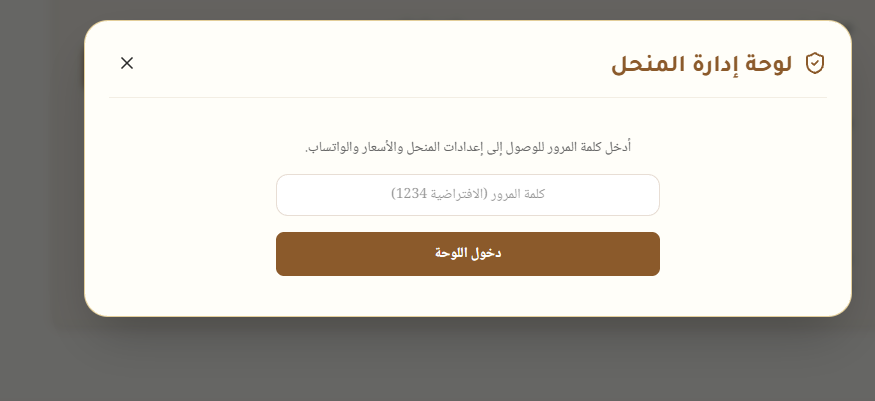 لوحة إدارة المنحل
أدخل كلمة المرور للوصول إلى إعدادات المنحل والأسعار والواتساب.
كلمة المرور (الافتراضية 1234)
دخول اللوحة